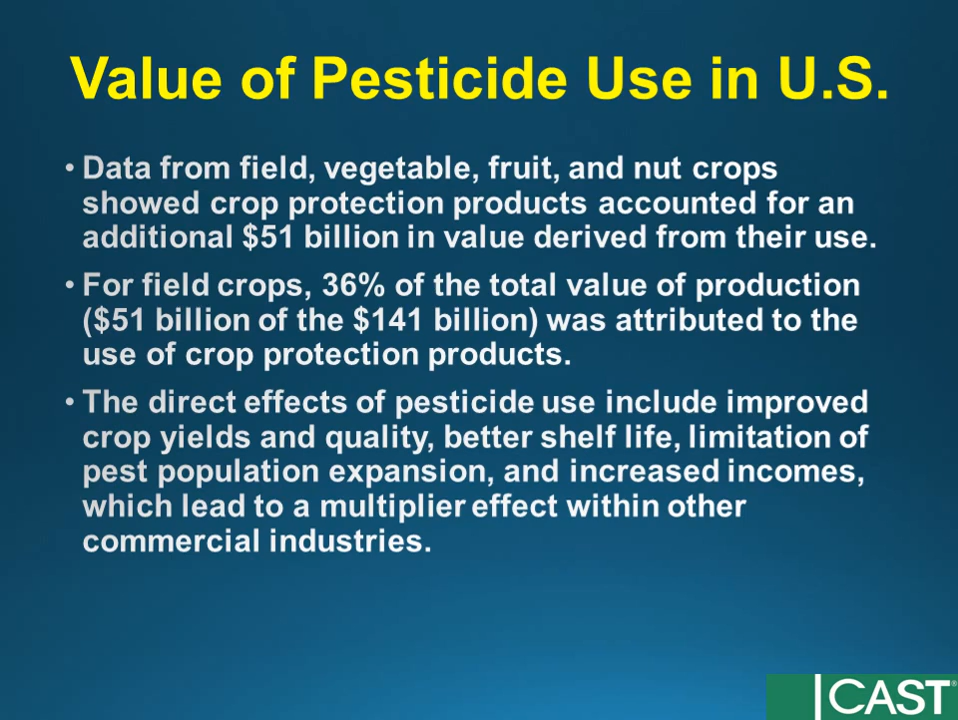 Value of Pesticide Use in U.S.
• Data from field, vegetable, fruit, and nut crops
showed crop protection products accounted for an
additional $51 billion in value derived from their use.
• For field crops, 36% of the total value of production
($51 billion of the $141 billion) was attributed to the
use of crop protection products.
• The direct effects of pesticide use include improved
crop yields and quality, better shelf life, limitation of
pest population expansion, and increased incomes,
which lead to a multiplier effect within other
commercial industries.
CAST®